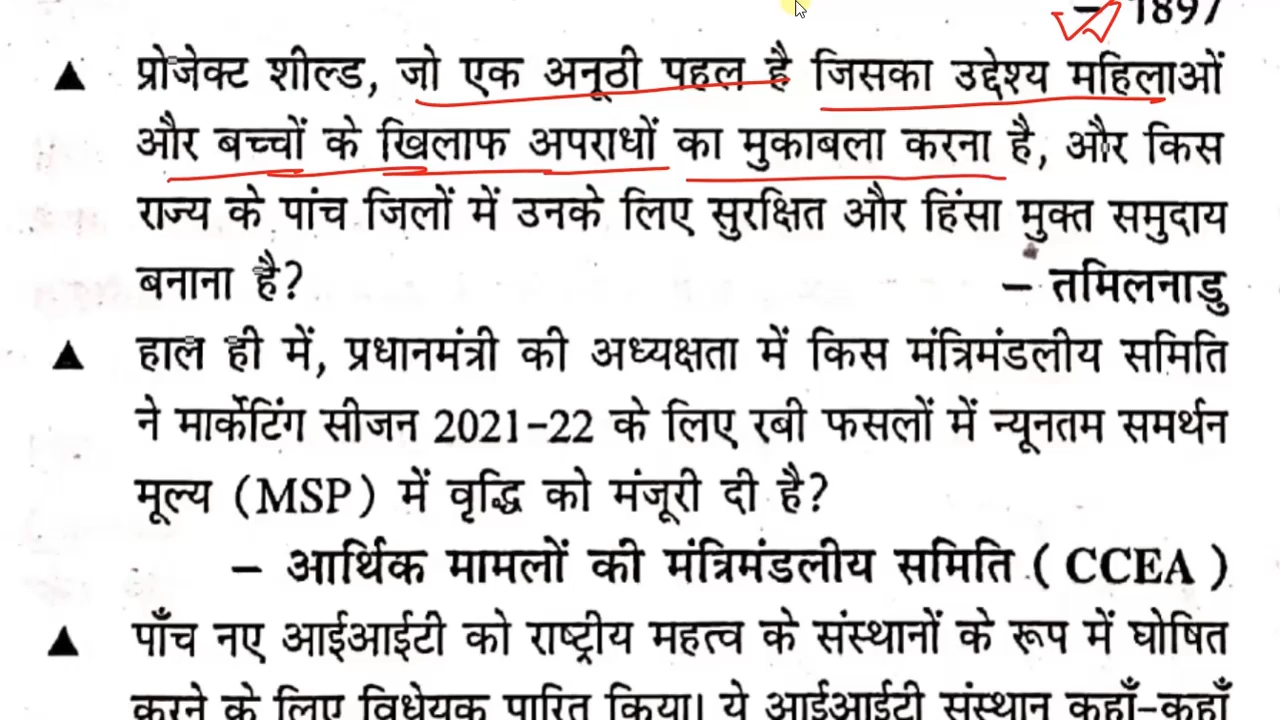 – 1897
▲ प्रोजेक्ट शील्ड, जो एक अनूठी पहल है जिसका उद्देश्य महिलाओं
और बच्चों के खिलाफ अपराधों का मुकाबला करना है, और किस
राज्य के पांच जिलों में उनके लिए सुरक्षित और हिंसा मुक्त समुदाय
बनाना है?
– तमिलनाडु
▲ हाल ही में, प्रधानमंत्री की अध्यक्षता में किस मंत्रिमंडलीय समिति
ने मार्केटिंग सीजन 2021-22 के लिए रबी फसलों में न्यूनतम समर्थन
मूल्य (MSP) में वृद्धि को मंजूरी दी है?
– आर्थिक मामलों की मंत्रिमंडलीय समिति ( CCEA )
▲ पाँच नए आईआईटी को राष्ट्रीय महत्व के संस्थानों के रूप में घोषित
करने के लिए विधेयक पारित किया। ये आईआईटी संस्थान कहाँ-कहाँ